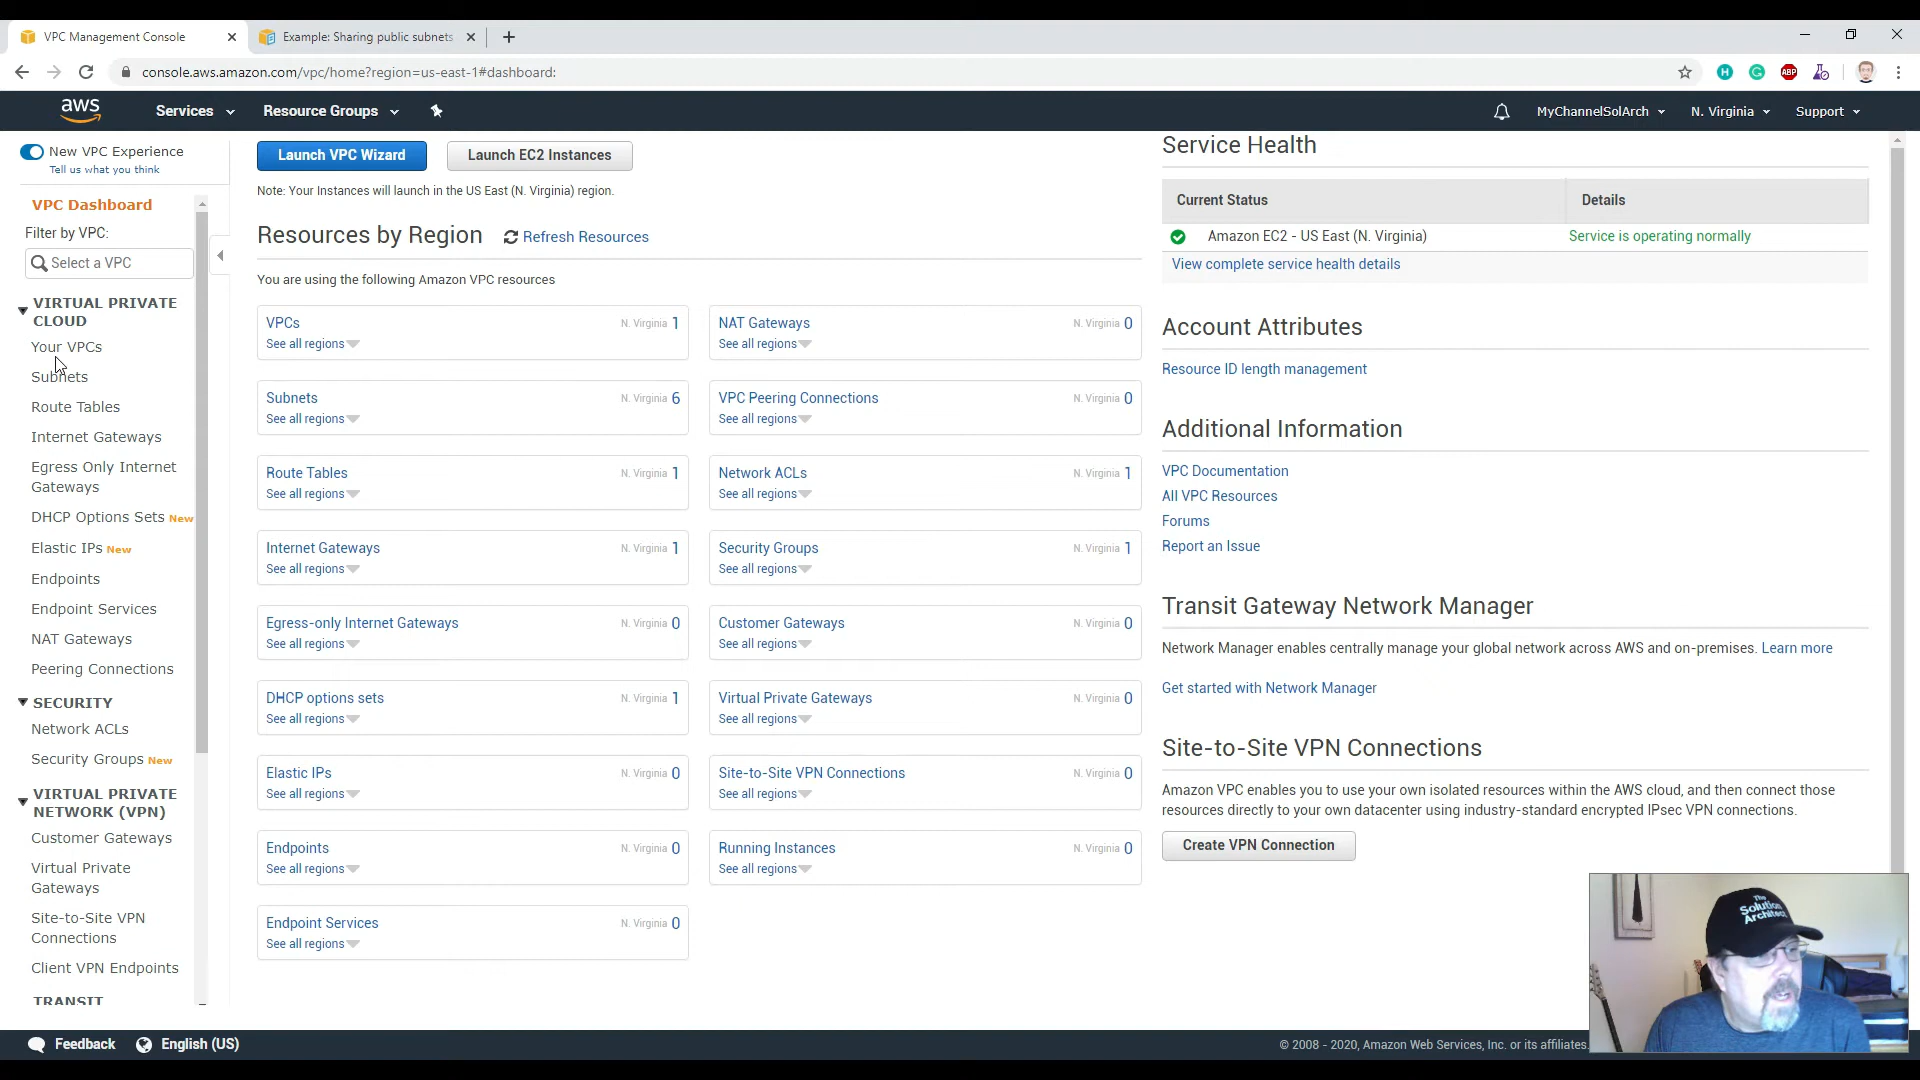 VPC Management Console
Example: Sharing public subnets
console.aws.amazon.com/vpc/home?region=us-east-1#dashboard:
H
G
ABP
aws
Services
Resource Groups
MyChannelSolArch
N. Virginia
Support
New VPC Experience
Tell us what you think
VPC Dashboard
Filter by VPC:
Select a VPC
VIRTUAL PRIVATE
CLOUD
Your VPCs
Subnets
Route Tables
Internet Gateways
Egress Only Internet
Gateways
DHCP Options Sets New
Elastic IPs New
Endpoints
Endpoint Services
NAT Gateways
Peering Connections
SECURITY
Network ACLs
Security Groups New
VIRTUAL PRIVATE
NETWORK (VPN)
Customer Gateways
Virtual Private
Gateways
Site-to-Site VPN
Connections
Client VPN Endpoints
TRANSIT
Launch VPC Wizard
Launch EC2 Instances
Note: Your Instances will launch in the US East (N. Virginia) region.
Resources by Region
Refresh Resources
You are using the following Amazon VPC resources
VPCs N. Virginia 1
See all regions
NAT Gateways N. Virginia 0
See all regions
Subnets N. Virginia 6
See all regions
VPC Peering Connections N. Virginia 0
See all regions
Route Tables N. Virginia 1
See all regions
Network ACLs N. Virginia 1
See all regions
Internet Gateways N. Virginia 1
See all regions
Security Groups N. Virginia 1
See all regions
Egress-only Internet Gateways N. Virginia 0
See all regions
Customer Gateways N. Virginia 0
See all regions
DHCP options sets N. Virginia 1
See all regions
Virtual Private Gateways N. Virginia 0
See all regions
Elastic IPs N. Virginia 0
See all regions
Site-to-Site VPN Connections N. Virginia 0
See all regions
Endpoints N. Virginia 0
See all regions
Running Instances N. Virginia 0
See all regions
Endpoint Services N. Virginia 0
See all regions
Service Health
Current Status Details
Amazon EC2 - US East (N. Virginia) Service is operating normally
View complete service health details
Account Attributes
Resource ID length management
Additional Information
VPC Documentation
All VPC Resources
Forums
Report an Issue
Transit Gateway Network Manager
Network Manager enables centrally manage your global network across AWS and on-premises. Learn more
Get started with Network Manager
Site-to-Site VPN Connections
Amazon VPC enables you to use your own isolated resources within the AWS cloud, and then connect those
resources directly to your own datacenter using industry-standard encrypted IPsec VPN connections.
Create VPN Connection
The
Solution
Architect
Feedback
English (US)
© 2008 - 2020, Amazon Web Services, Inc. or its affiliates.